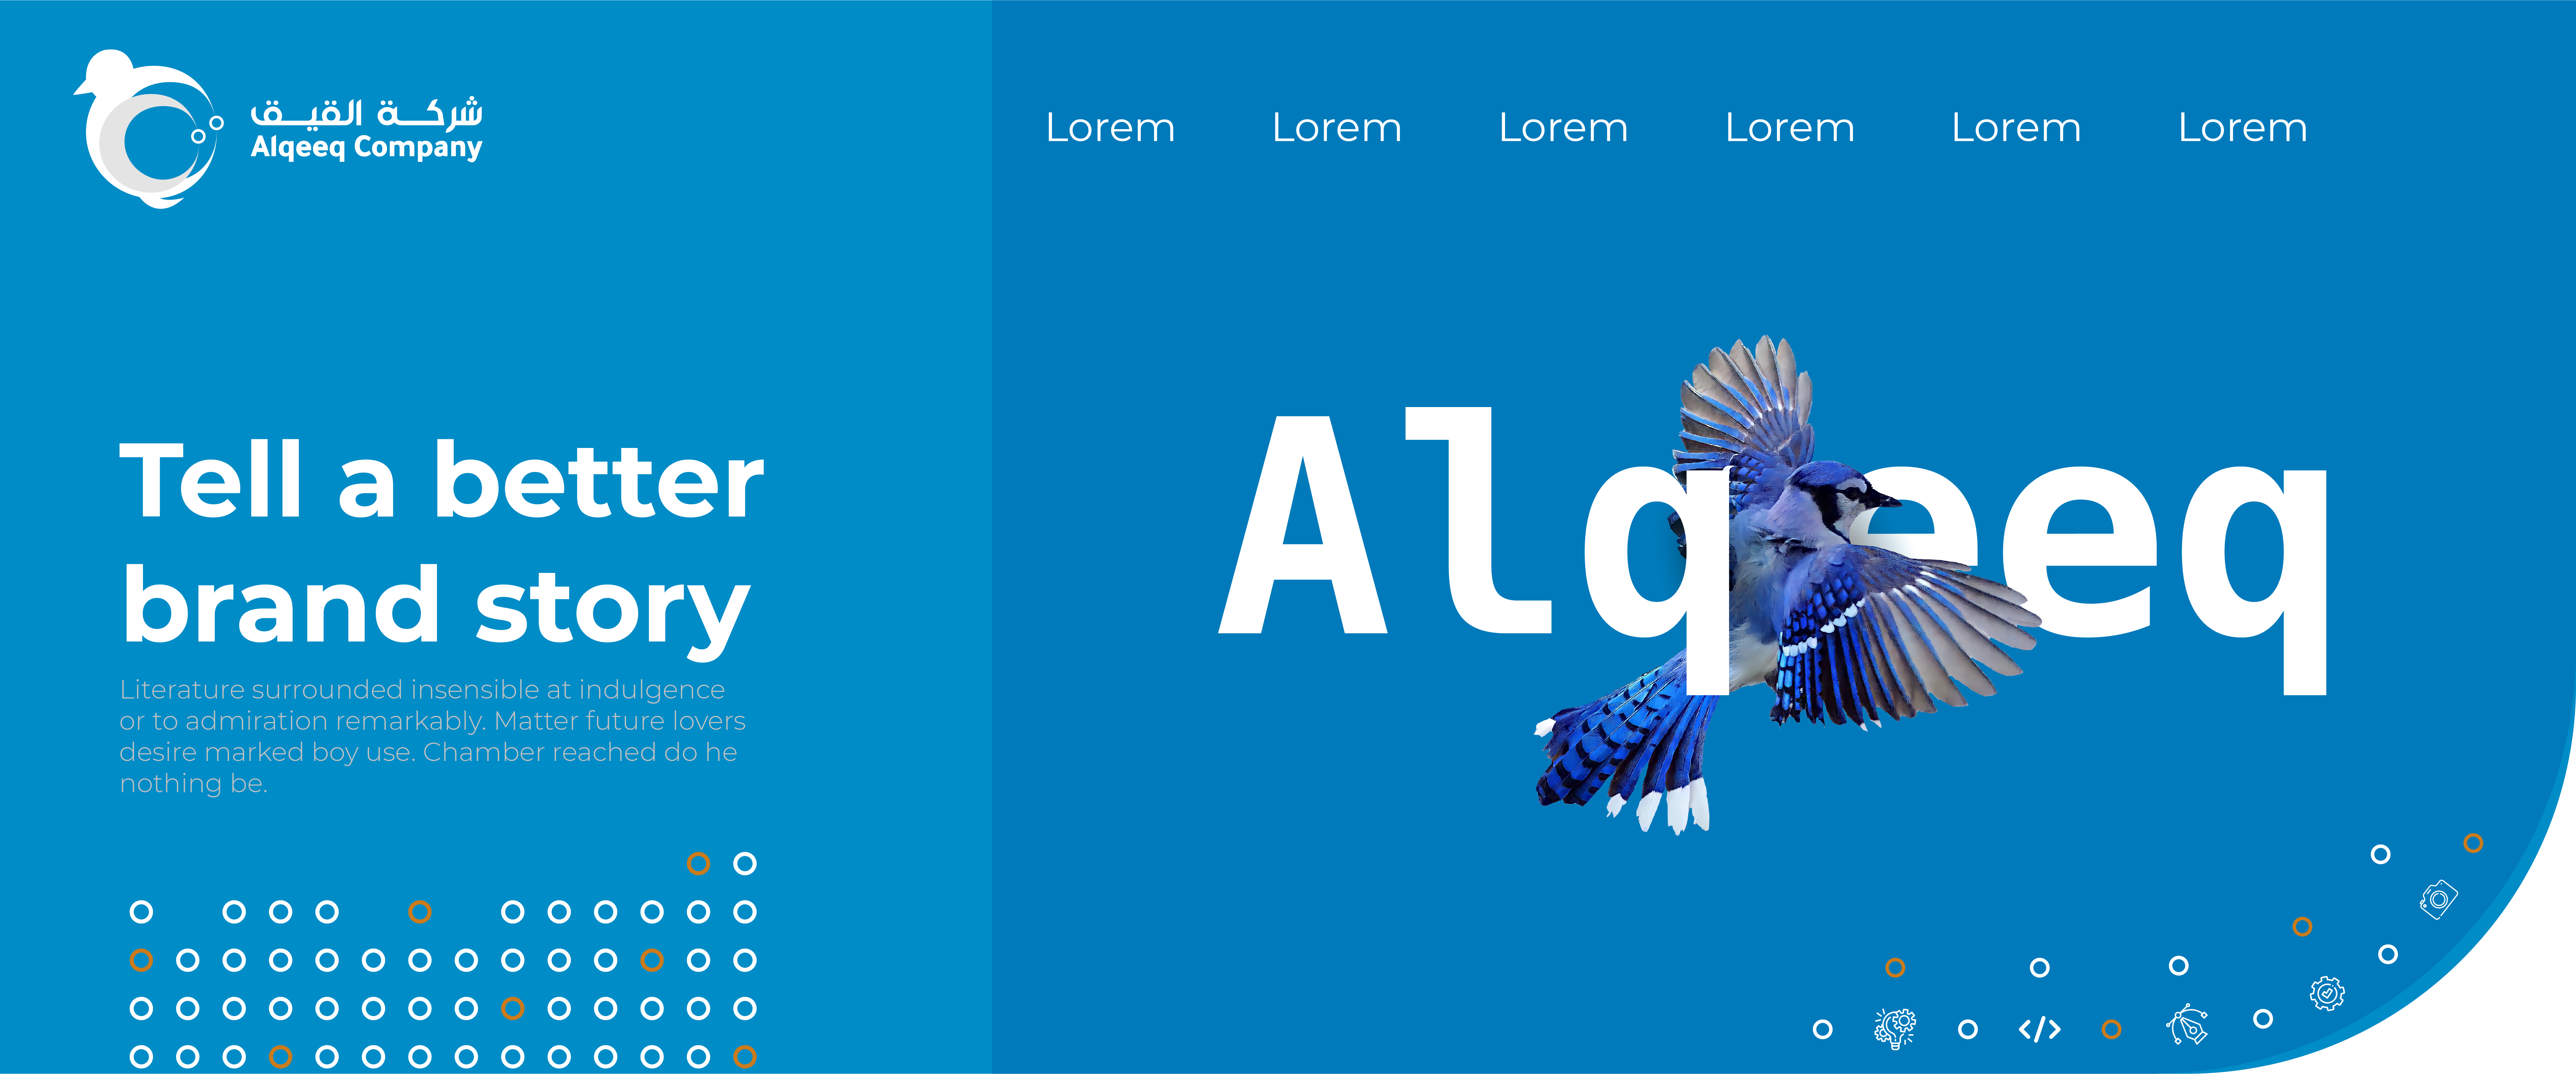 شركة القيق
Alqeeq Company
Lorem Lorem Lorem Lorem Lorem Lorem
Tell a better
brand story
Literature surrounded insensible at indulgence
or to admiration remarkably. Matter future lovers
desire marked boy use. Chamber reached do he
nothing be.
Alqeeq